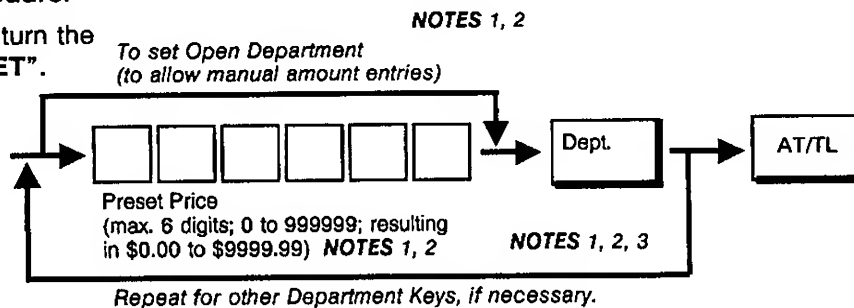 NOTES 1, 2
turn the
ET".
To set Open Department
(to allow manual amount entries)
Dept.
AT/TL
Preset Price
(max. 6 digits; 0 to 999999; resulting
in $0.00 to $9999.99) NOTES 1, 2
NOTES 1, 2, 3
Repeat for other Department Keys, if necessary.